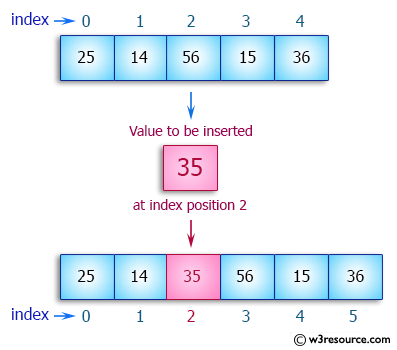 index → 0 1 2 3 4
25 14 56 15 36
Value to be inserted
35
at index position 2
25 14 35 56 15 36
index → 0 1 2 3 4 5
© w3resource.com